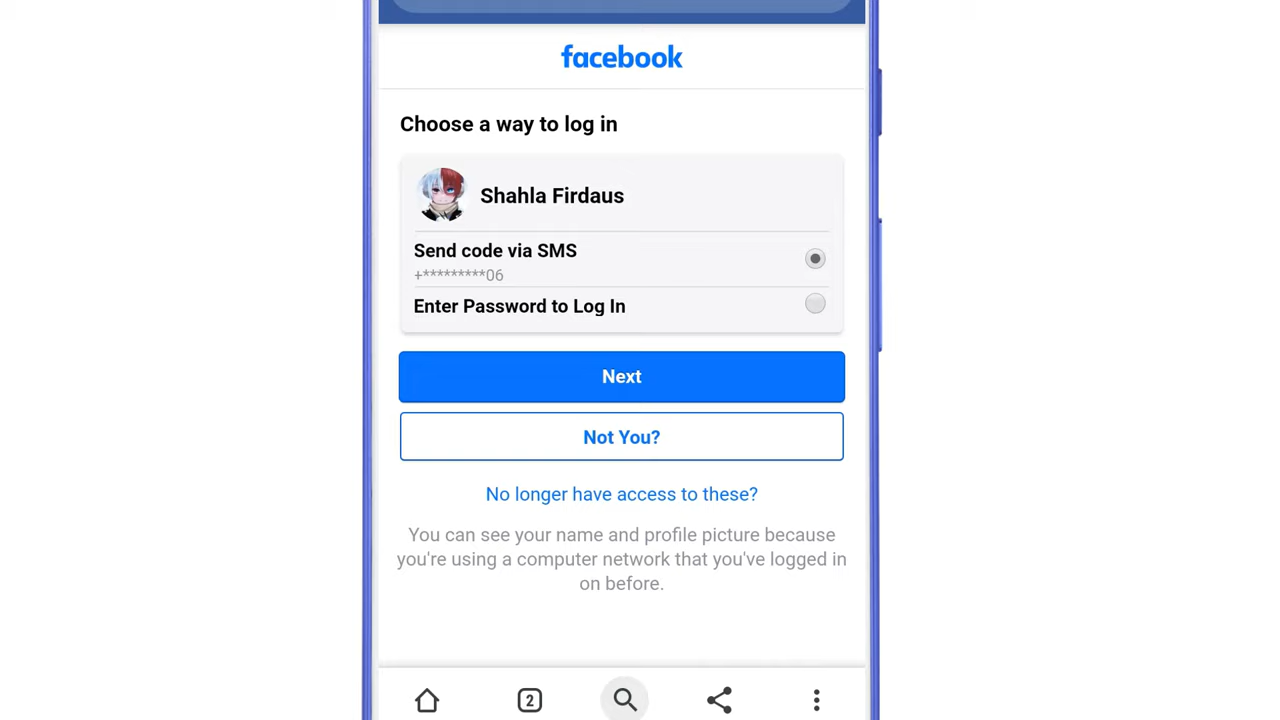 facebook
Choose a way to log in
Shahla Firdaus
Send code via SMS
+*********06
Enter Password to Log In
Next
Not You?
No longer have access to these?
You can see your name and profile picture because
you're using a computer network that you've logged in
on before.
2